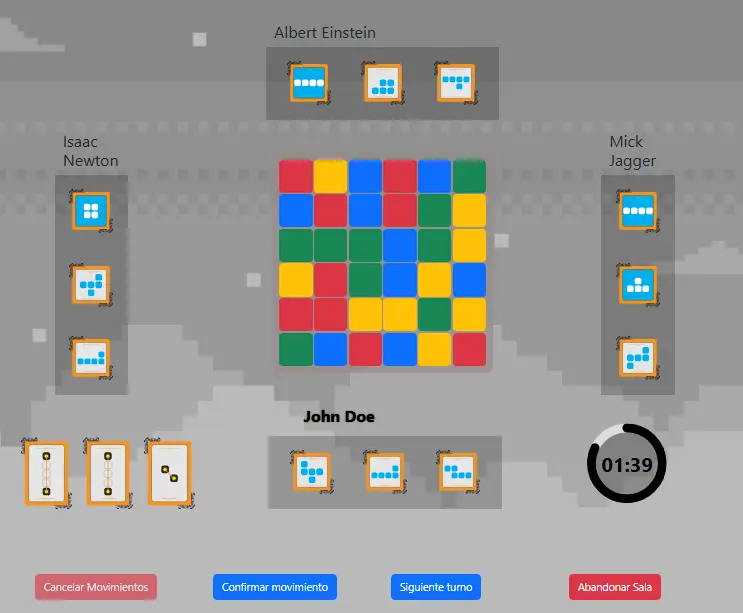 Albert Einstein
Isaac
Newton
Mick
Jagger
John Doe
01:39
Cancelar Movimientos
Confirmar movimiento
Siguiente turno
Abandonar Sala